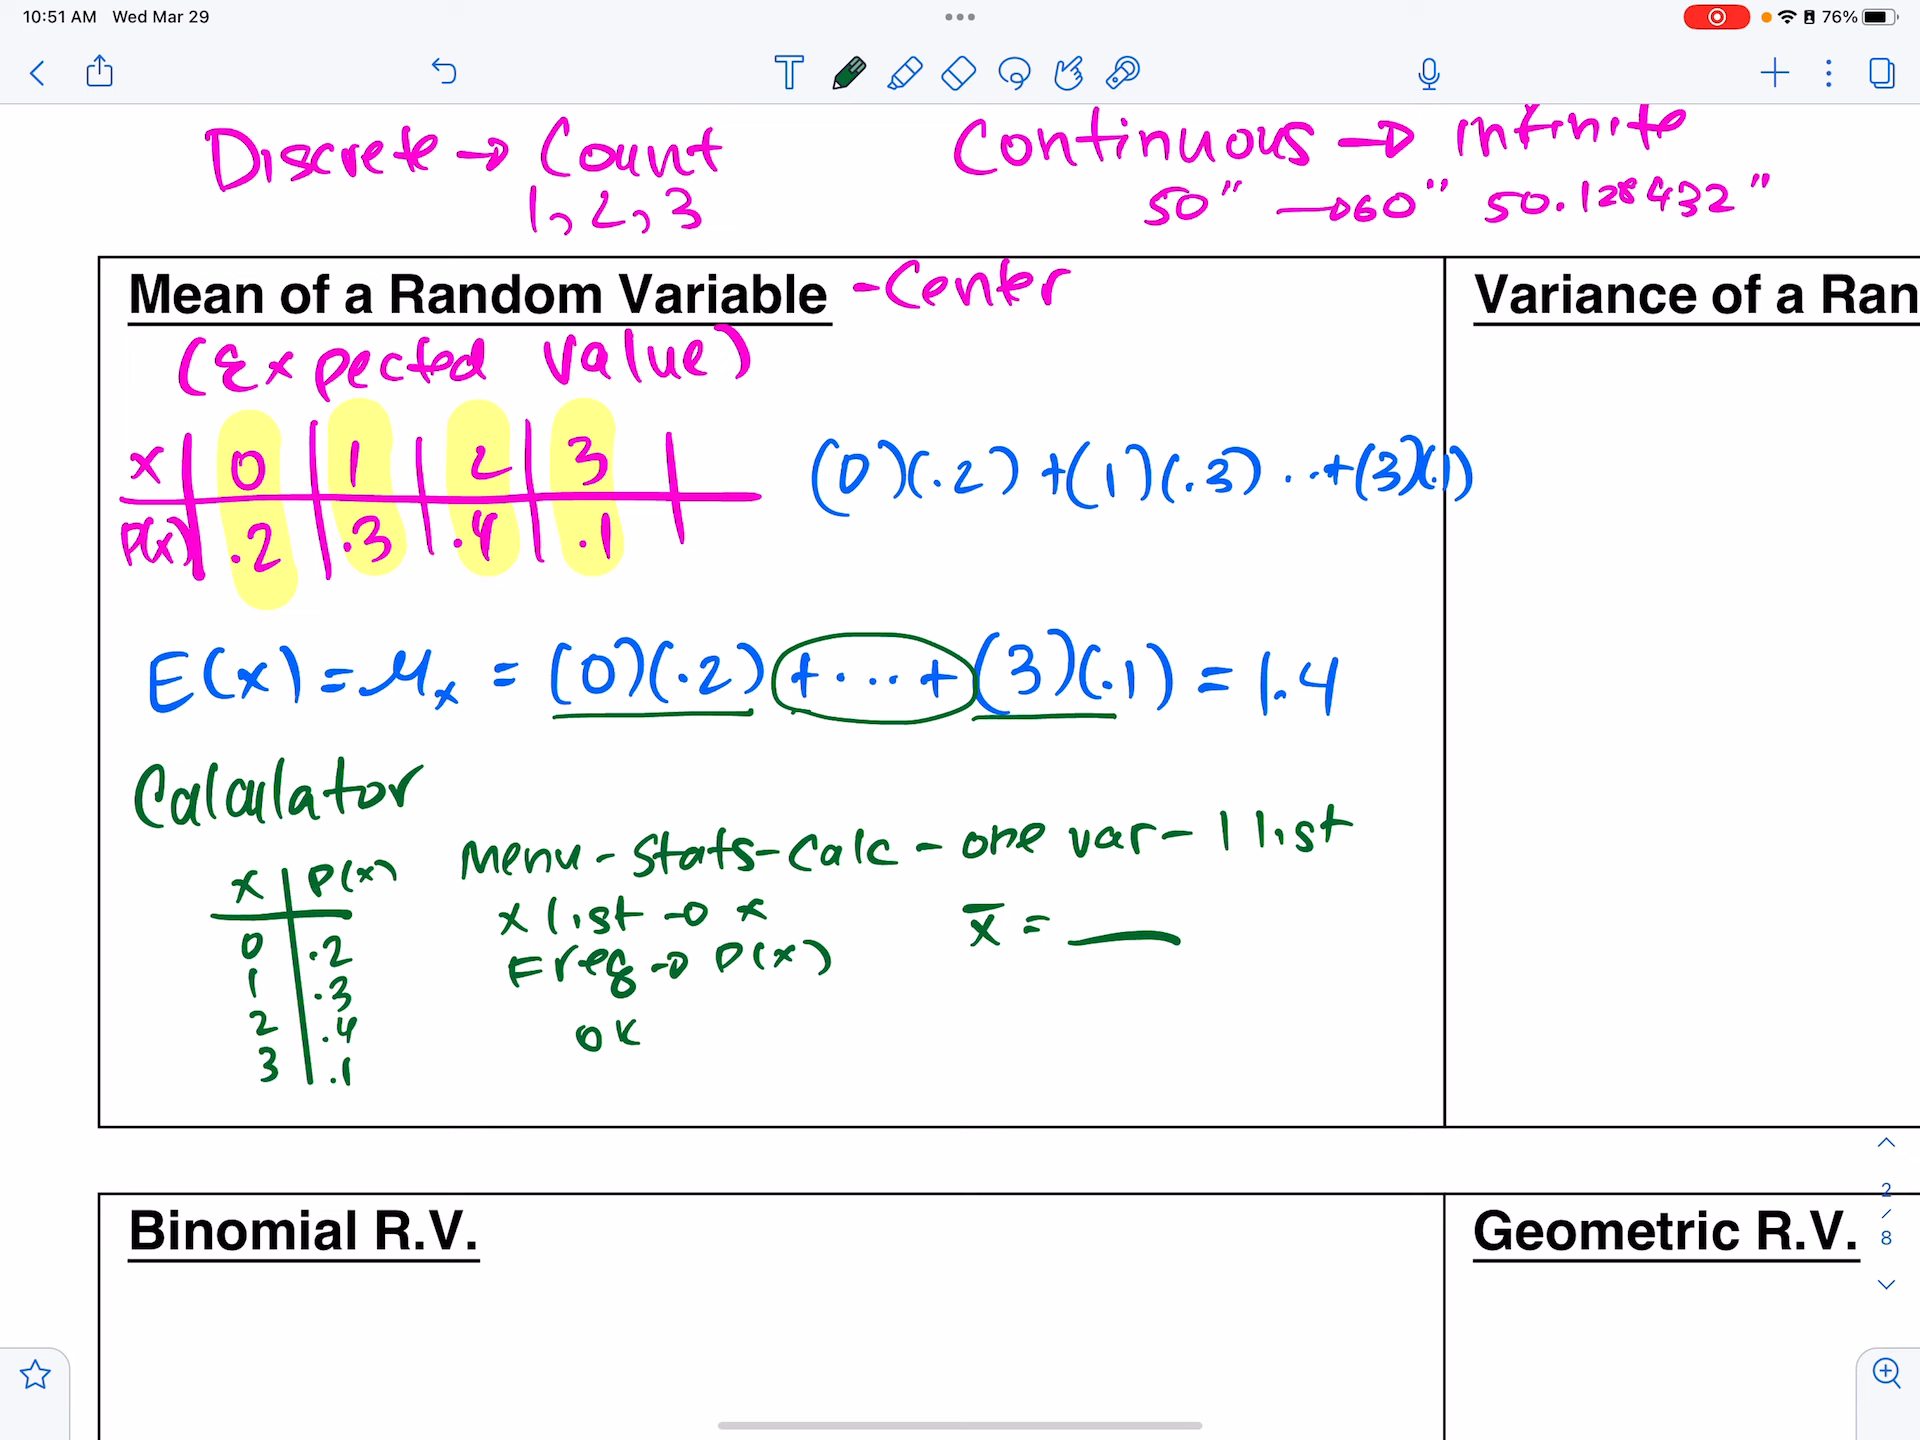 10:51 AM Wed Mar 29
76%
Discrete → Count
1, 2, 3
Continuous → infinite
50" → 60" 50.128432"
Mean of a Random Variable - Center
(Expected Value)
x | 0 | 1 | 2 | 3 |
P(x) | .2 | .3 | .4 | .1 |
(0)(.2) + (1)(.3) ... + (3)(.1)
E(x) = μx = (0)(.2) + ... + (3)(.1) = 1.4
Calculator
x | P(x)
0 | .2
1 | .3
2 | .4
3 | .1
Menu - Stats - Calc - one var - 1 list
x list → x
Freq → P(x)
OK
x̄ = ___
Variance of a Ran
Binomial R.V.
Geometric R.V.
2
/
8